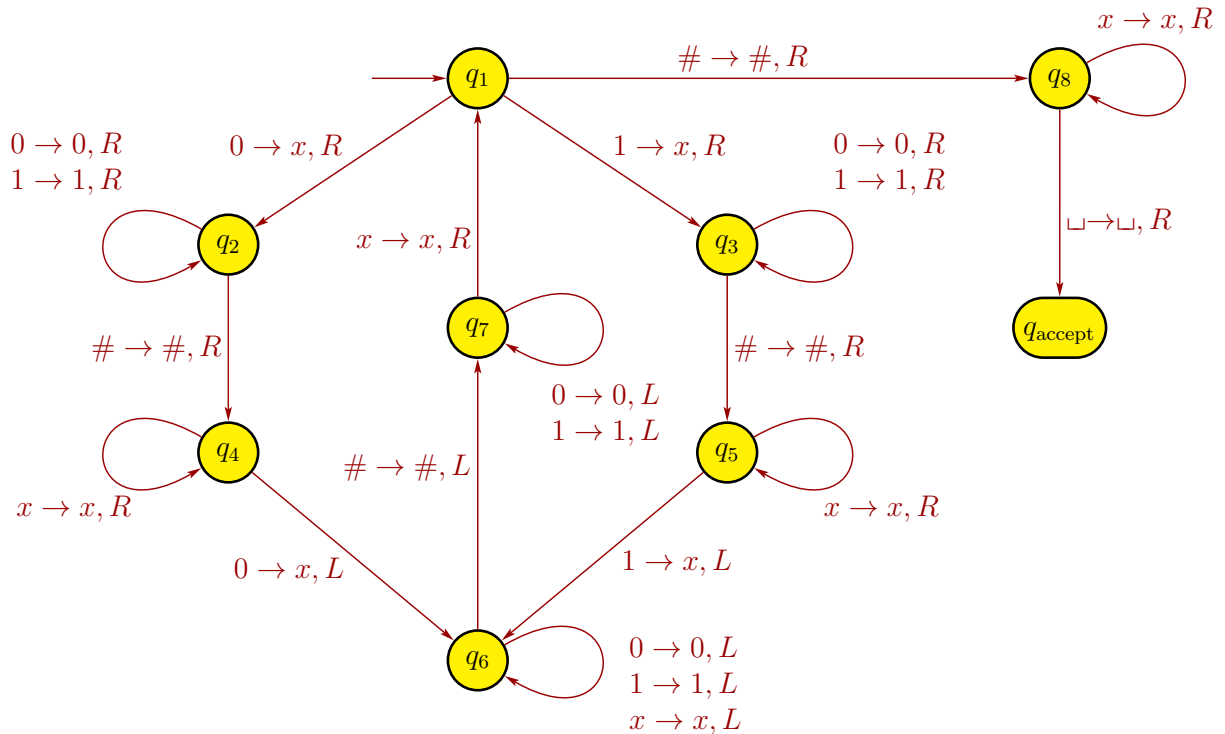 x → x, R
# → #, R
q₁
q₈
0 → 0, R
1 → 1, R
0 → x, R
1 → x, R
0 → 0, R
1 → 1, R
q₂
x → x, R
q₃
␣→␣, R
q₇
q_accept
# → #, R
# → #, R
0 → 0, L
1 → 1, L
q₄
# → #, L
q₅
x → x, R
x → x, R
0 → x, L
1 → x, L
q₆
0 → 0, L
1 → 1, L
x → x, L